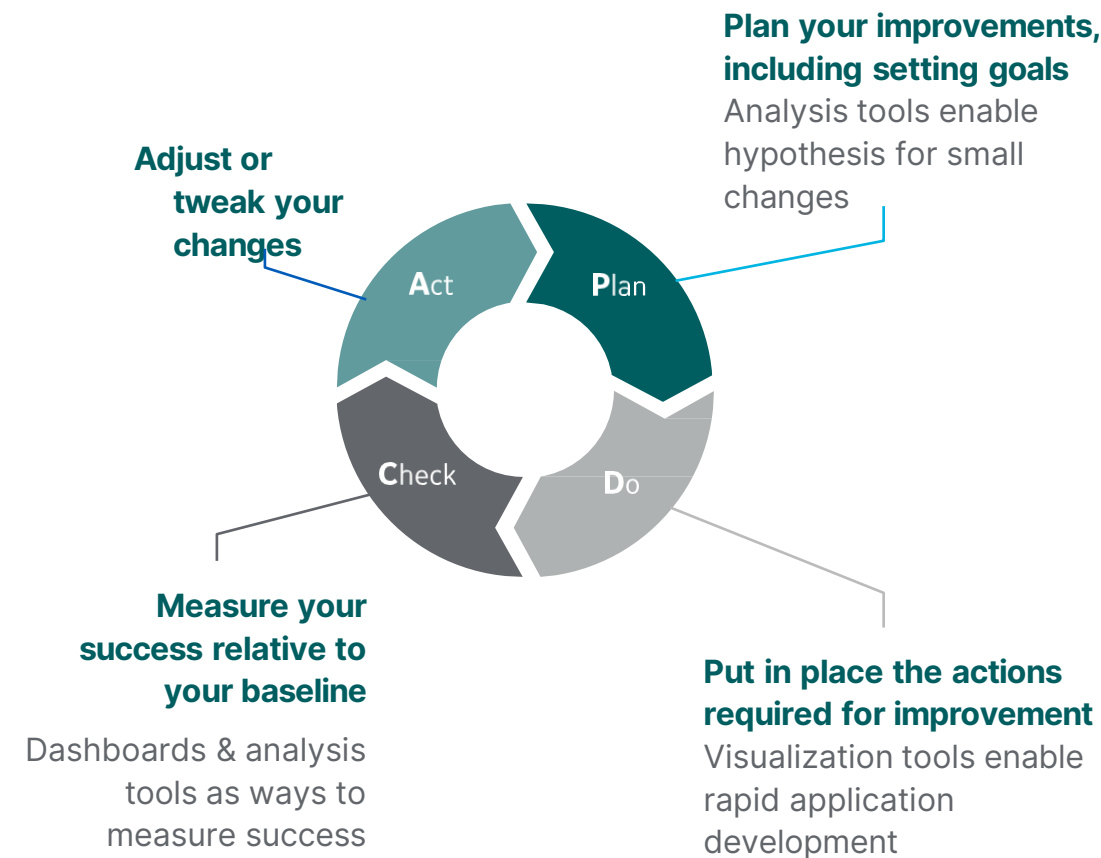 Plan your improvements,
including setting goals
Analysis tools enable
hypothesis for small
changes
Adjust or
tweak your
changes
Act
Plan
Check
Do
Measure your
success relative to
your baseline
Dashboards & analysis
tools as ways to
measure success
Put in place the actions
required for improvement
Visualization tools enable
rapid application
development